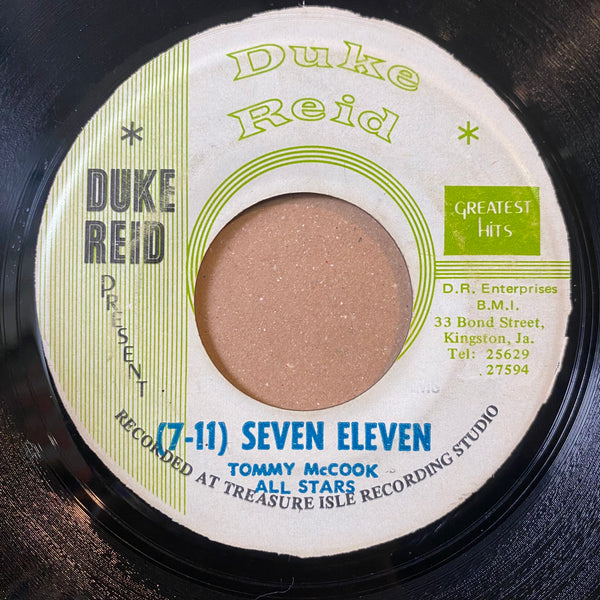 Duke
Reid
DUKE
REID
PRESENT
GREATEST
HITS
D.R. Enterprises
B.M.I.
33 Bond Street,
Kingston, Ja.
Tel: 25629
27594
(7-11) SEVEN ELEVEN
TOMMY McCOOK
ALL STARS
RECORDED AT TREASURE ISLE RECORDING STUDIO